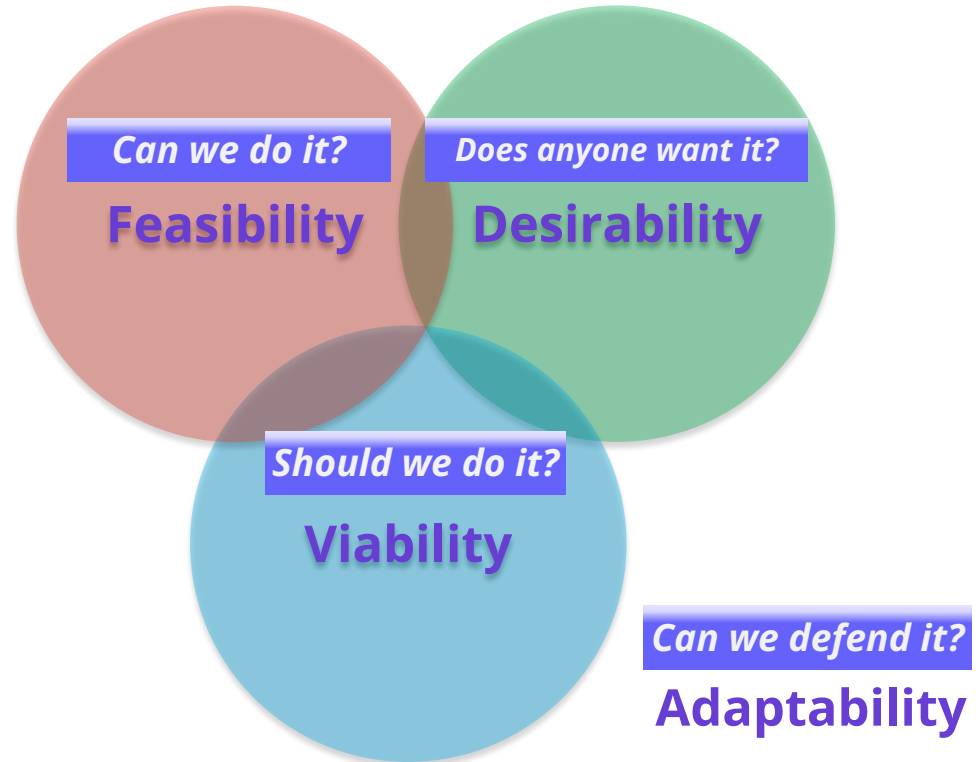 Can we do it?
Feasibility
Does anyone want it?
Desirability
Should we do it?
Viability
Can we defend it?
Adaptability